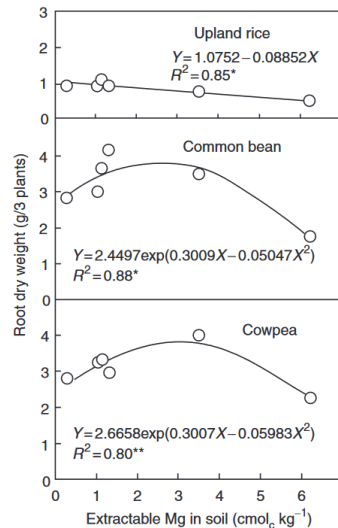 3
Upland rice
Y=1.0752−0.08852X
2
R²=0.85*
1
0
Common bean
4
3
2
Y=2.4497exp(0.3009X−0.05047X²)
1
R²=0.88*
0
Cowpea
4
3
2
1
Y=2.6658exp(0.3007X−0.05983X²)
R²=0.80**
0
0 1 2 3 4 5 6
Extractable Mg in soil (cmol꜀ kg⁻¹)
Root dry weight (g/3 plants)